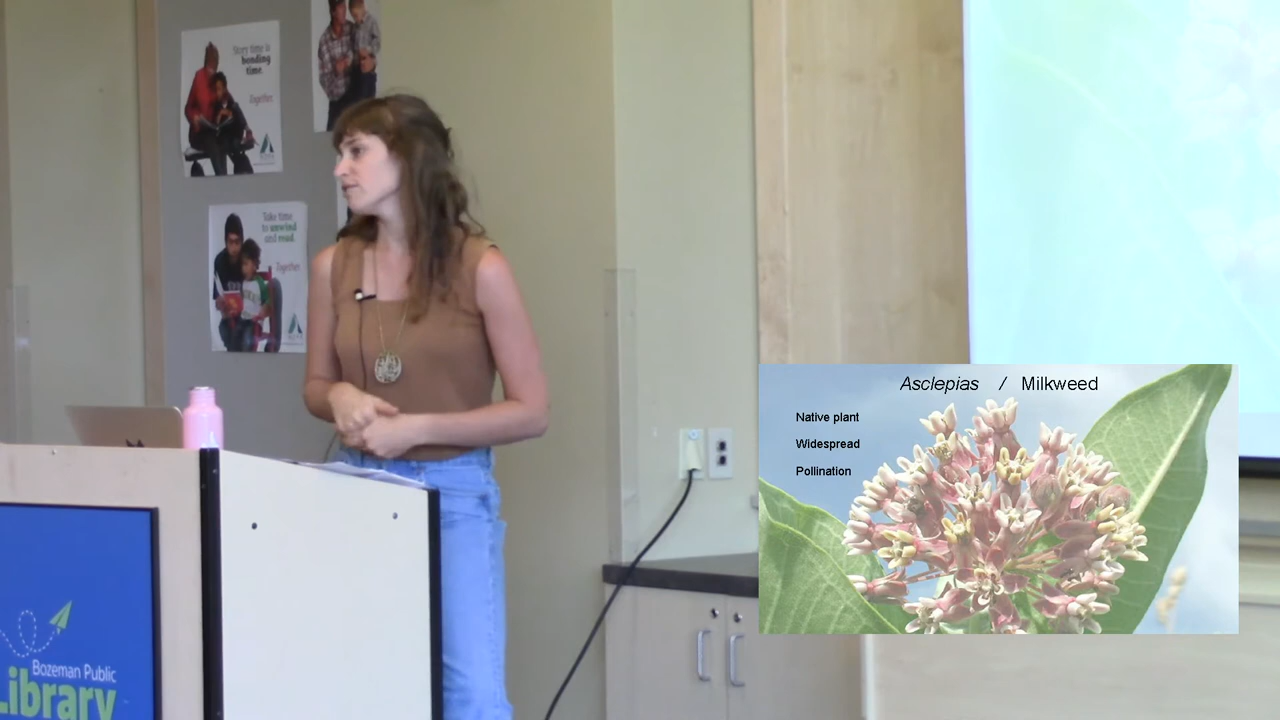 Story time is
bonding
time.
Together.
Take time
to unwind
and read.
Together.
Asclepias / Milkweed
Native plant
Widespread
Pollination
Bozeman Public
Library